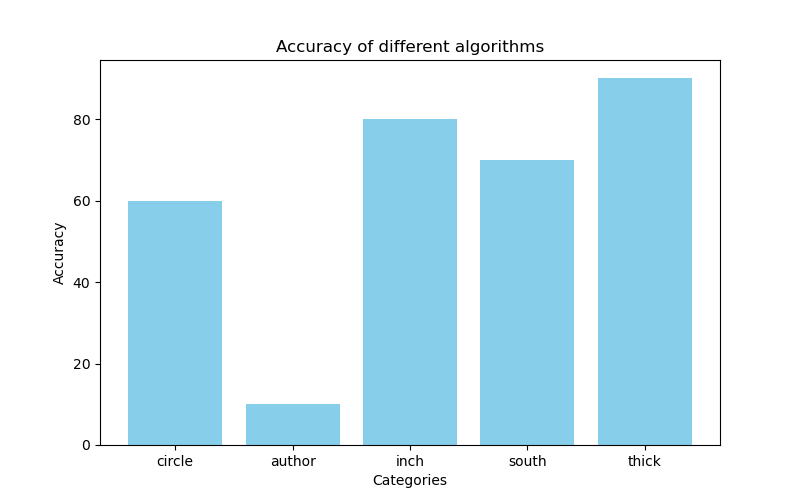 Accuracy of different algorithms
Accuracy
80
60
40
20
0
circle author inch south thick
Categories